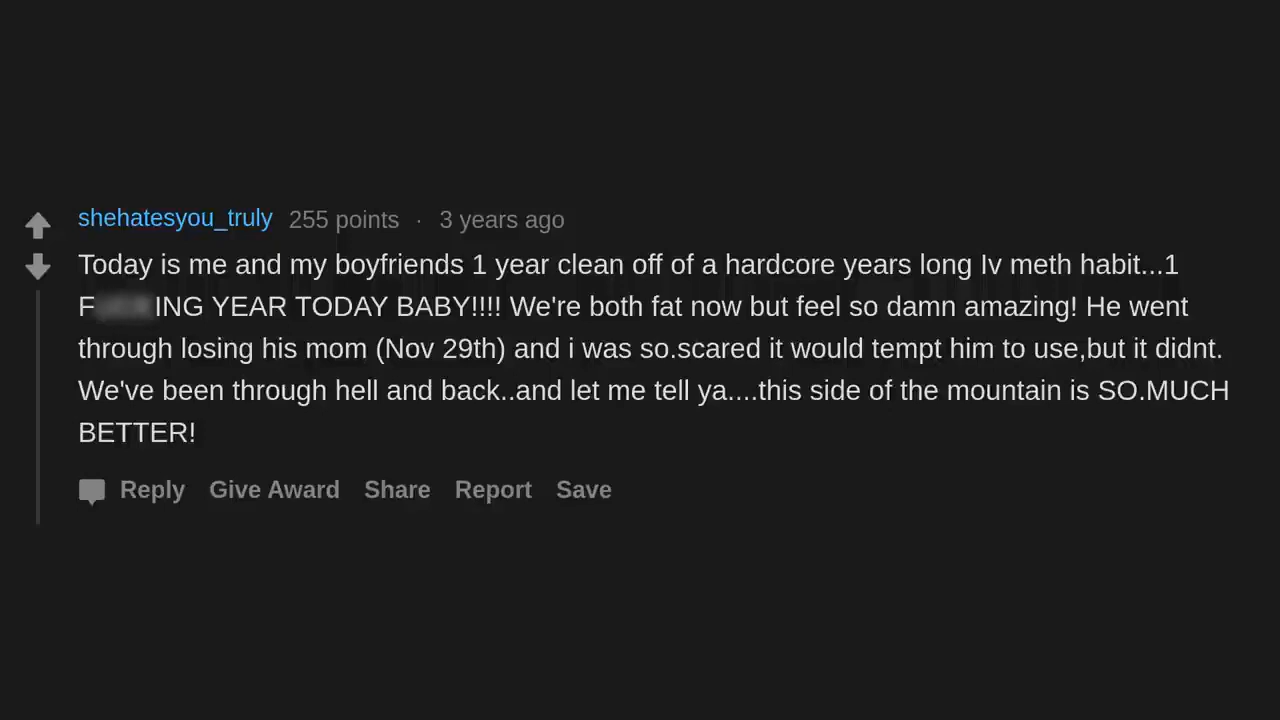 shehatesyou_truly 255 points · 3 years ago
Today is me and my boyfriends 1 year clean off of a hardcore years long Iv meth habit...1
F ING YEAR TODAY BABY!!!! We're both fat now but feel so damn amazing! He went
through losing his mom (Nov 29th) and i was so.scared it would tempt him to use,but it didnt.
We've been through hell and back..and let me tell ya....this side of the mountain is SO.MUCH
BETTER!
Reply Give Award Share Report Save